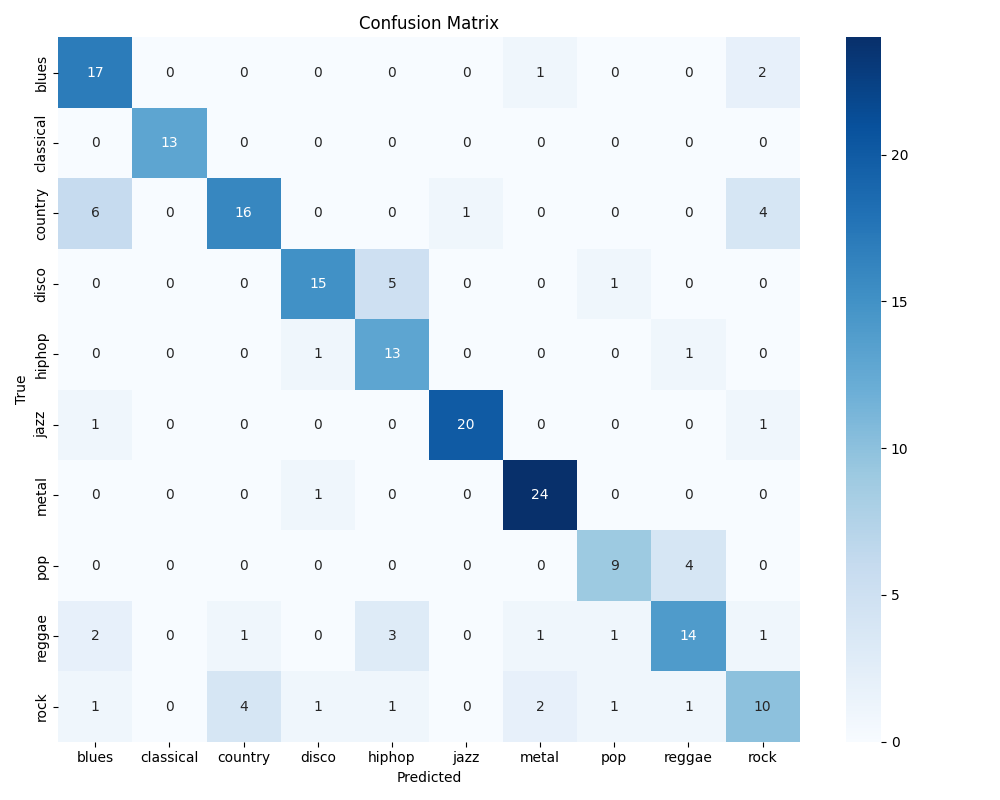 Confusion Matrix
blues 17 0 0 0 0 0 1 0 0 2
classical 0 13 0 0 0 0 0 0 0 0
country 6 0 16 0 0 1 0 0 0 4
disco 0 0 0 15 5 0 0 1 0 0
hiphop 0 0 0 1 13 0 0 0 1 0
jazz 1 0 0 0 0 20 0 0 0 1
metal 0 0 0 1 0 0 24 0 0 0
pop 0 0 0 0 0 0 0 9 4 0
reggae 2 0 1 0 3 0 1 1 14 1
rock 1 0 4 1 1 0 2 1 1 10
True
blues classical country disco hiphop jazz metal pop reggae rock
Predicted
20
15
10
5
0